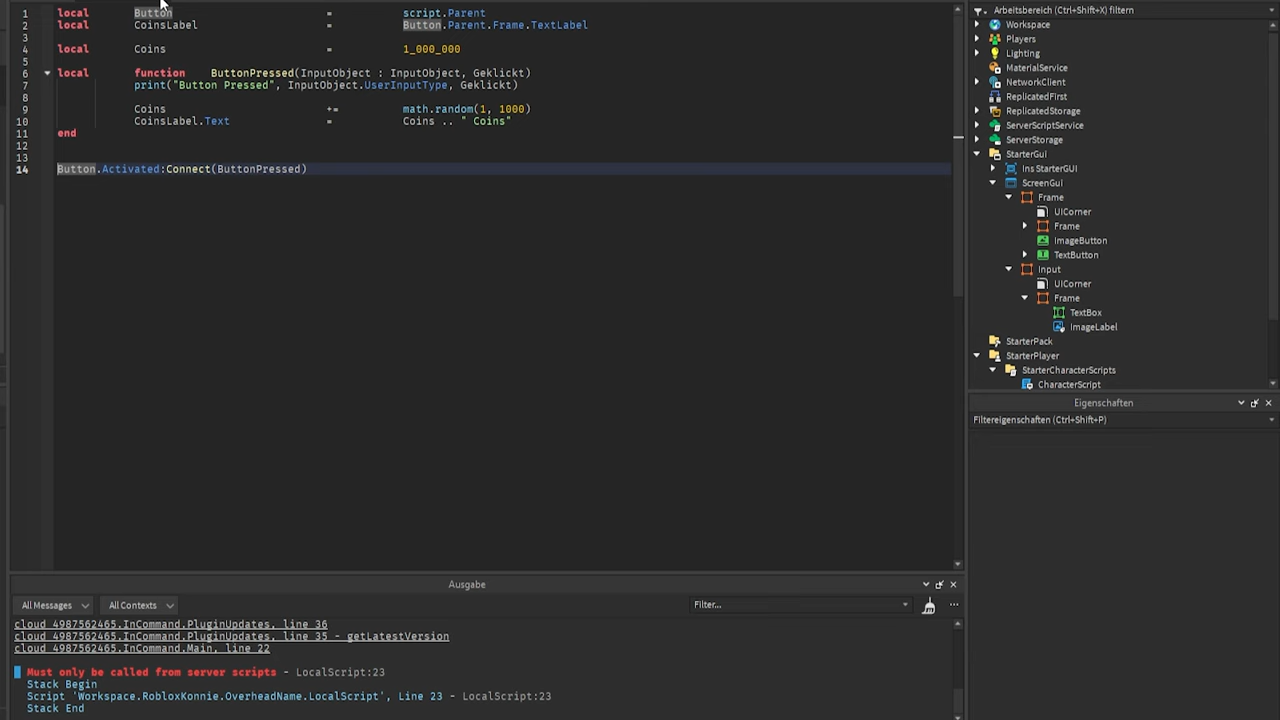 1 local Button = script.Parent
2 local CoinsLabel = Button.Parent.Frame.TextLabel
3
4 local Coins = 1_000_000
5
6 local function ButtonPressed(InputObject : InputObject, Geklickt)
7 print("Button Pressed", InputObject.UserInputType, Geklickt)
8
9 Coins += math.random(1, 1000)
10 CoinsLabel.Text = Coins .. " Coins"
11 end
12
13
14 Button.Activated:Connect(ButtonPressed)
Arbeitsbereich (Ctrl+Shift+X) filtern
Workspace
Players
Lighting
MaterialService
NetworkClient
ReplicatedFirst
ReplicatedStorage
ServerScriptService
ServerStorage
StarterGui
Ins StarterGUI
ScreenGui
Frame
UICorner
Frame
ImageButton
TextButton
Input
UICorner
Frame
TextBox
ImageLabel
StarterPack
StarterPlayer
StarterCharacterScripts
CharacterScript
Eigenschaften
Filtereigenschaften (Ctrl+Shift+P)
Ausgabe
All Messages All Contexts Filter...
cloud_4987562465.InCommand.PluginUpdates, line 36
cloud_4987562465.InCommand.PluginUpdates, line 35 - getLatestVersion
cloud_4987562465.InCommand.Main, line 22
Must only be called from server scripts - LocalScript:23
Stack Begin
Script 'Workspace.RobloxKonnie.OverheadName.LocalScript', Line 23 - LocalScript:23
Stack End